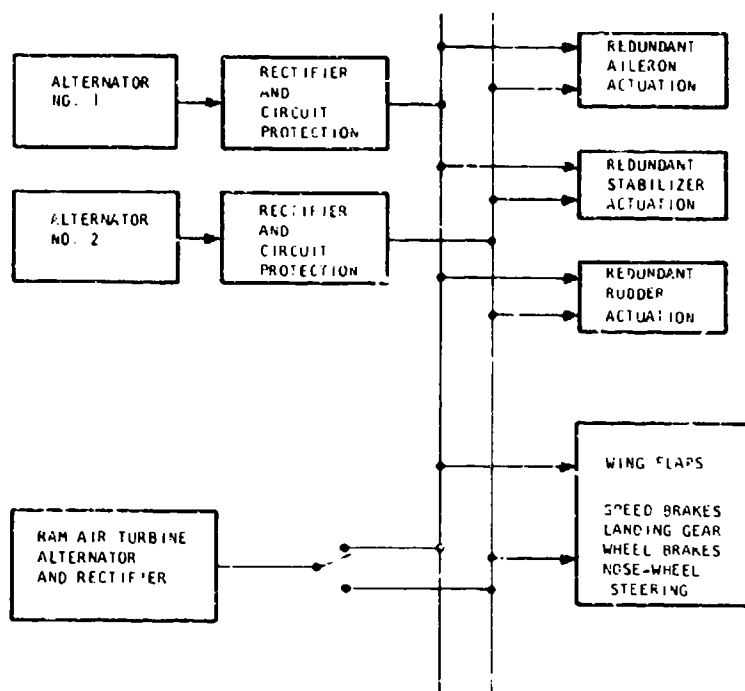 ALTERNATOR
NO. 1
RECTIFIER
AND
CIRCUIT
PROTECTION
REDUNDANT
AILERON
ACTUATION
ALTERNATOR
NO. 2
RECTIFIER
AND
CIRCUIT
PROTECTION
REDUNDANT
STABILIZER
ACTUATION
REDUNDANT
RUDDER
ACTUATION
RAM AIR TURBINE
ALTERNATOR
AND RECTIFIER
WING FLAPS
SPEED BRAKES
LANDING GEAR
WHEEL BRAKES
NOSE-WHEEL
STEERING